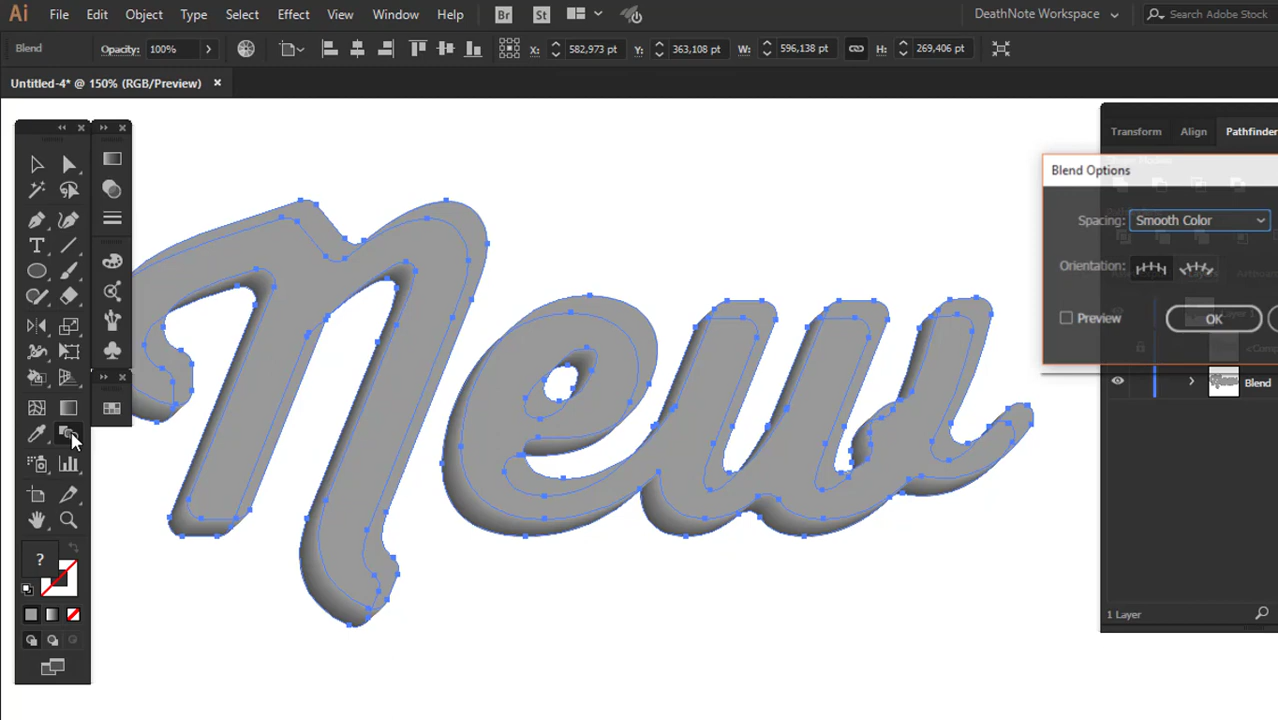 Ai File Edit Object Type Select Effect View Window Help Br St DeathNote Workspace Search Adobe Stock
Blend Opacity: 100% X: 582,973 pt Y: 363,108 pt W: 596,138 pt H: 269,406 pt
Untitled-4* @ 150% (RGB/Preview) ×
Transform Align Pathfinder
Blend Options
Spacing: Smooth Color
Orientation:
Preview OK
Blend
1 Layer
New
?